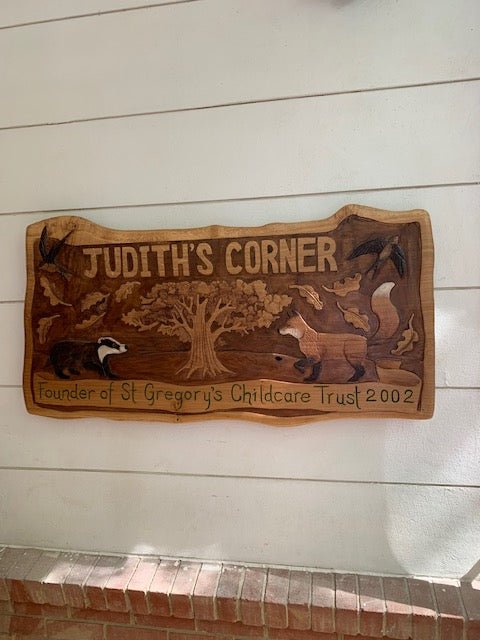 JUDITH'S CORNER
Founder of St Gregory's Childcare Trust 2002